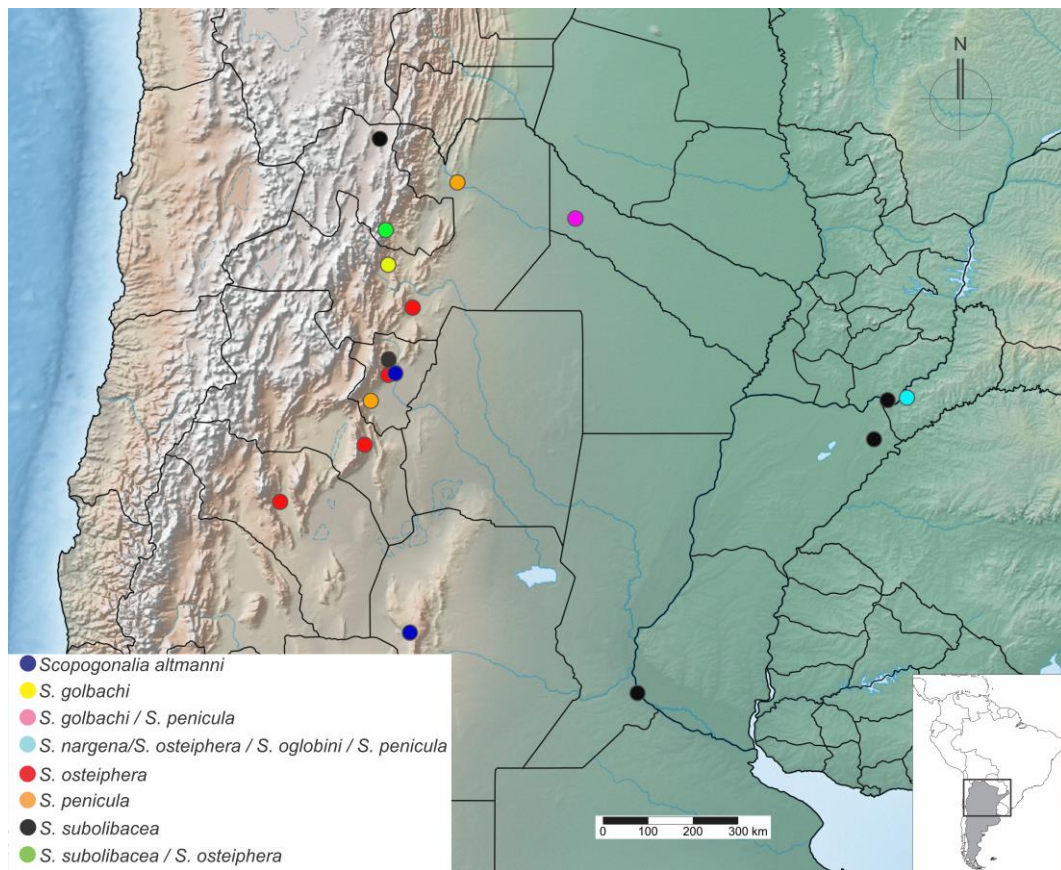 N
Scopogonalia altmanni
S. golbachi
S. golbachi / S. penicula
S. nargena/S. osteiphera / S. oglobini / S. penicula
S. osteiphera
S. penicula
S. subolibacea
S. subolibacea / S. osteiphera
0 100 200 300 km